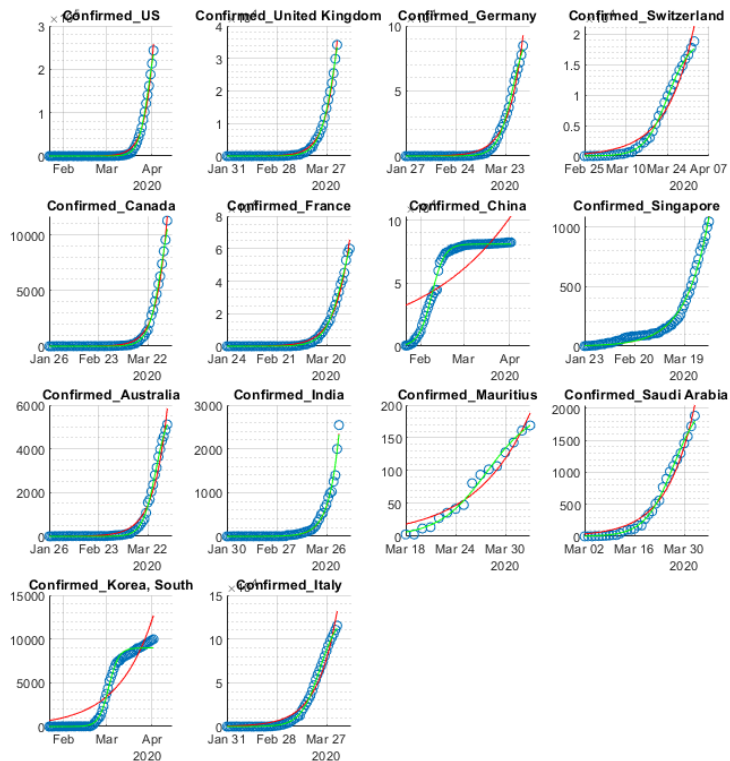 Confirmed_US
Confirmed_United Kingdom
Confirmed_Germany
Confirmed_Switzerland
3
2
1
0
Feb Mar Apr
2020
4
3
2
1
0
Jan 31 Feb 28 Mar 27
2020
10
5
0
Jan 27 Feb 24 Mar 23
2020
2
1.5
1
0.5
0
Feb 25 Mar 10 Mar 24 Apr 07
2020
Confirmed_Canada
Confirmed_France
Confirmed_China
Confirmed_Singapore
10000
5000
0
Jan 26 Feb 23 Mar 22
2020
8
6
4
2
0
Jan 24 Feb 21 Mar 20
2020
10
5
0
Feb Mar Apr
2020
1000
500
0
Jan 23 Feb 20 Mar 19
2020
Confirmed_Australia
Confirmed_India
Confirmed_Mauritius
Confirmed_Saudi Arabia
6000
4000
2000
0
Jan 26 Feb 23 Mar 22
2020
3000
2000
1000
0
Jan 30 Feb 27 Mar 26
2020
200
150
100
50
0
Mar 18 Mar 24 Mar 30
2020
2000
1500
1000
500
0
Mar 02 Mar 16 Mar 30
2020
Confirmed_Korea, South
Confirmed_Italy
15000
10000
5000
0
Feb Mar Apr
2020
15
10
5
0
Jan 31 Feb 28 Mar 27
2020